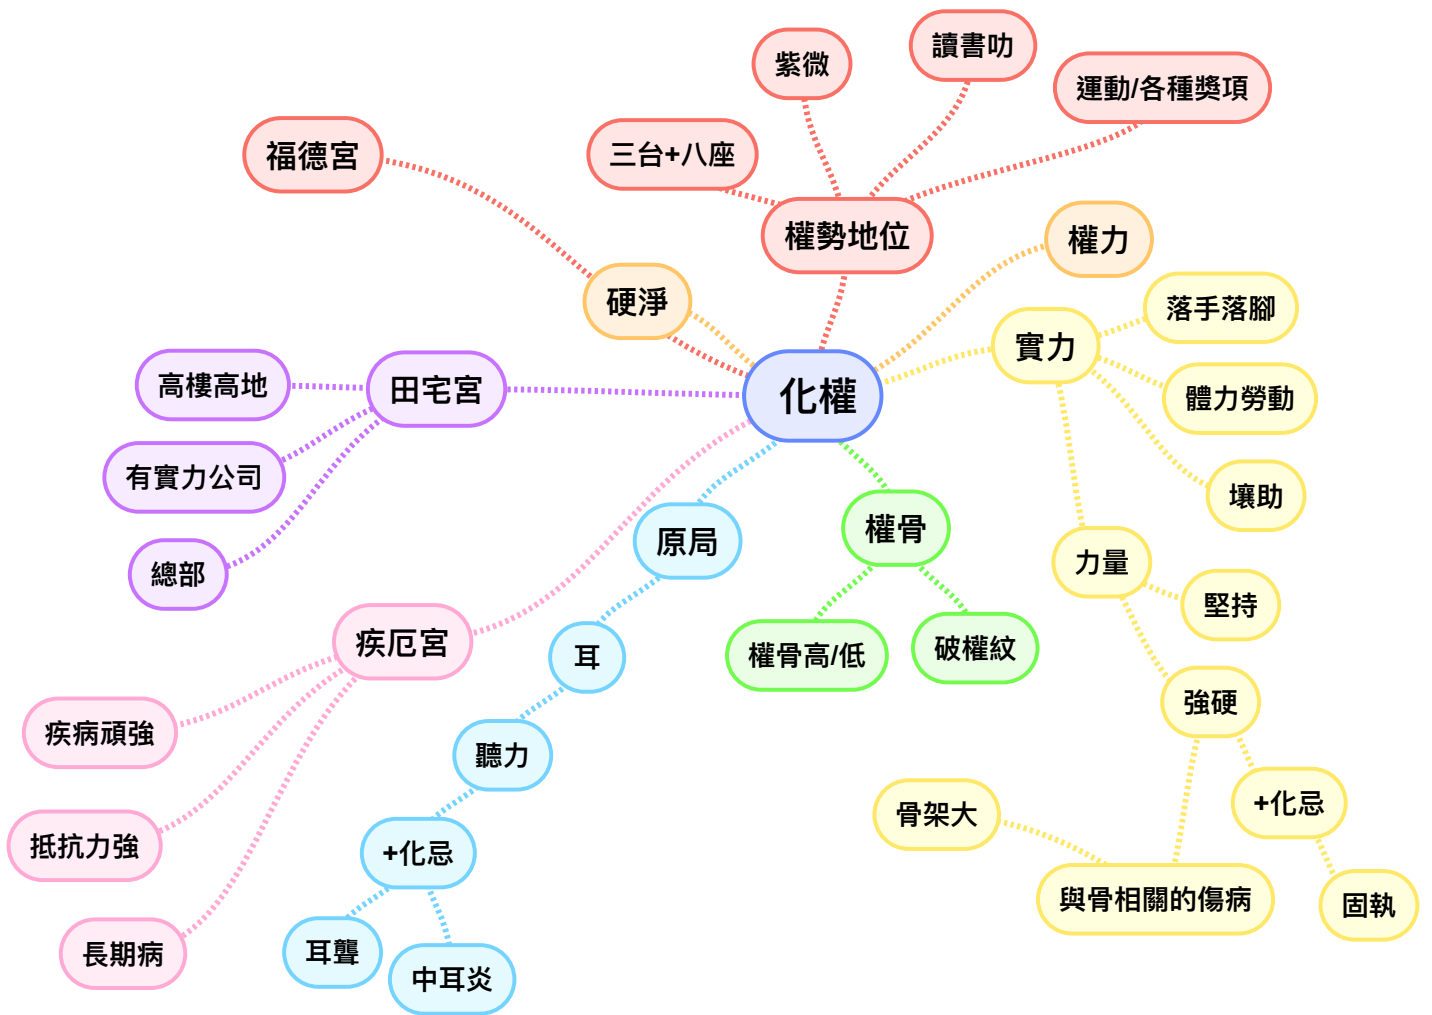 紫微
讀書叻
運動/各種獎項
三台+八座
福德宮
權勢地位
權力
硬淨
落手落腳
實力
高樓高地
田宅宮
化權
體力勞動
有實力公司
壤助
原局
權骨
力量
總部
堅持
疾厄宮
耳
權骨高/低
破權紋
強硬
疾病頑強
聽力
+化忌
骨架大
抵抗力強
+化忌
與骨相關的傷病
固執
長期病
耳聾
中耳炎